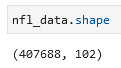 nfl_data.shape
(407688, 102)